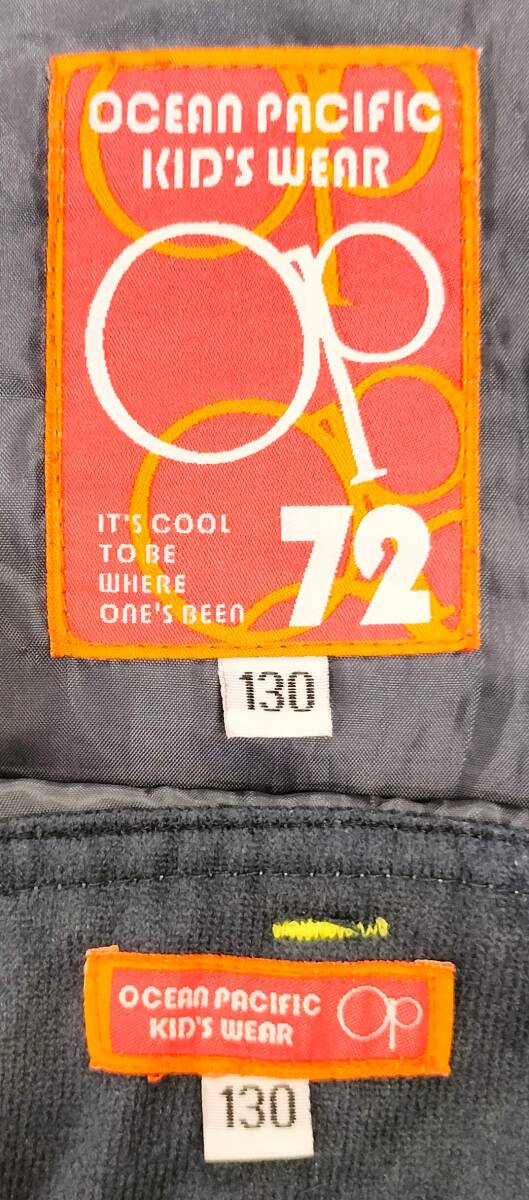 OCEAN PACIFIC
KID'S WEAR
op
IT'S COOL
TO BE
WHERE
ONE'S BEEN
72
130
OCEAN PACIFIC
KID'S WEAR
op
130